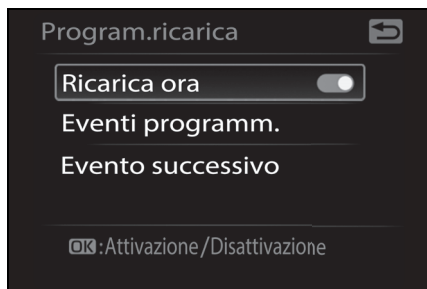 Program.ricarica
Ricarica ora
Eventi programm.
Evento successivo
OK:Attivazione/Disattivazione